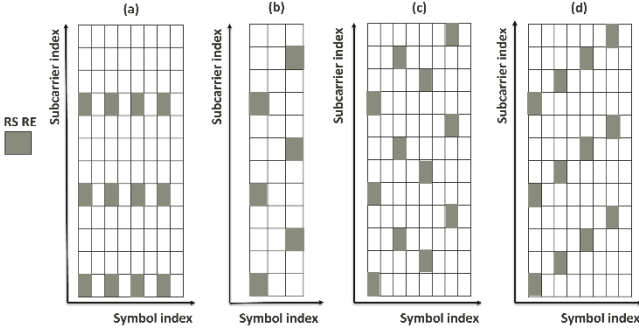 (a)
(b)
(c)
(d)
Subcarrier index
Subcarrier index
Subcarrier index
Subcarrier index
RS RE
Symbol index
Symbol index
Symbol index
Symbol index